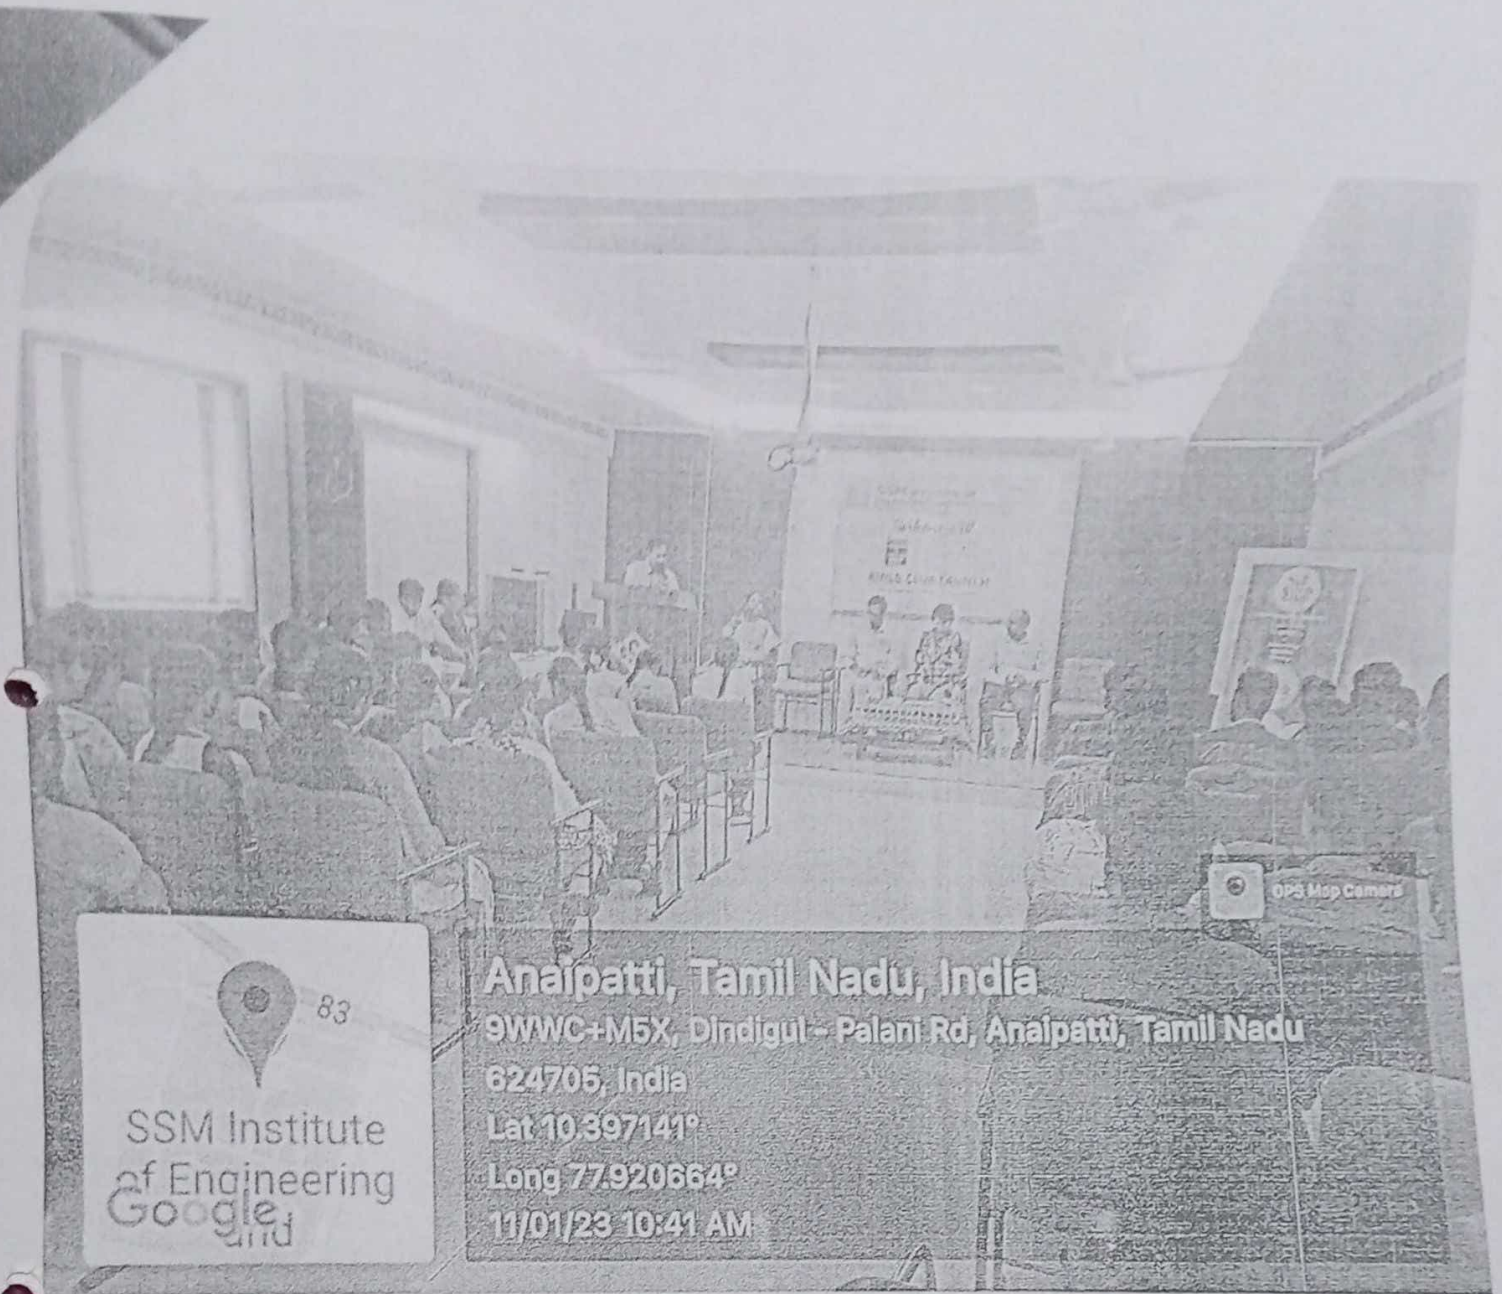 GPS Map Camera
83
SSM Institute
of Engineering
and
Google
Anaipatti, Tamil Nadu, India
9WWC+M5X, Dindigul - Palani Rd, Anaipatti, Tamil Nadu
624705, India
Lat 10.397141°
Long 77.920664°
11/01/23 10:41 AM